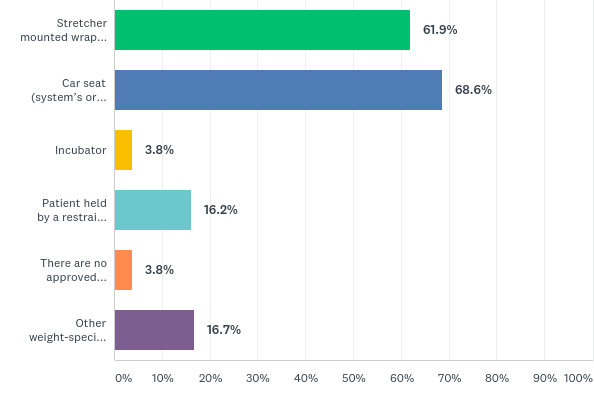 Stretcher
mounted wrap...
61.9%
Car seat
(system's or...
68.6%
Incubator
3.8%
Patient held
by a restrai...
16.2%
There are no
approved...
3.8%
Other
weight-speci...
16.7%
0% 10% 20% 30% 40% 50% 60% 70% 80% 90% 100%